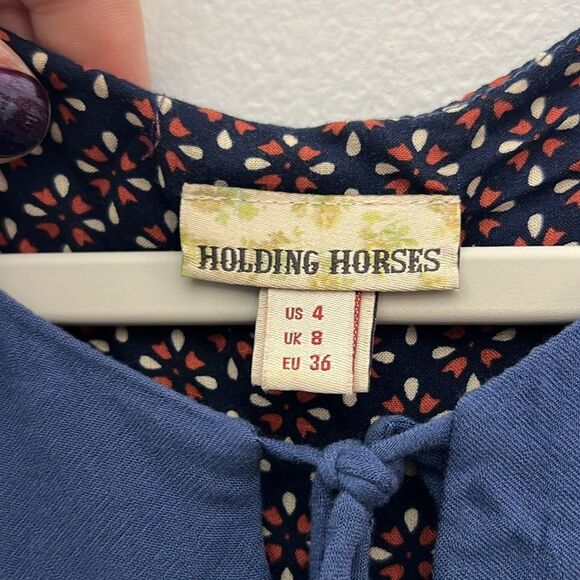 HOLDING HORSES
US 4
UK 8
EU 36